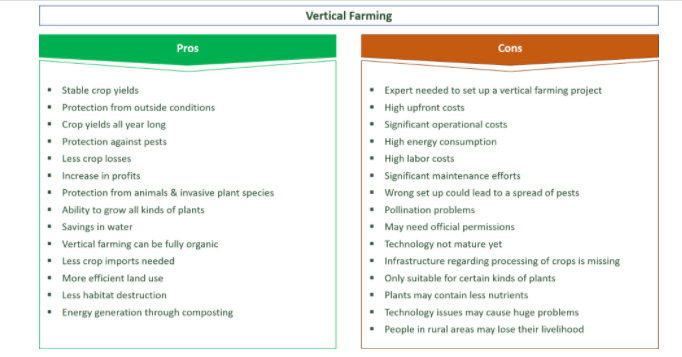 Vertical Farming
Pros
Stable crop yields
Protection from outside conditions
Crop yields all year long
Protection against pests
Less crop losses
Increase in profits
Protection from animals & invasive plant species
Ability to grow all kinds of plants
Savings in water
Vertical farming can be fully organic
Less crop imports needed
More efficient land use
Less habitat destruction
Energy generation through composting
Cons
Expert needed to set up a vertical farming project
High upfront costs
Significant operational costs
High energy consumption
High labor costs
Significant maintenance efforts
Wrong set up could lead to a spread of pests
Pollination problems
May need official permissions
Technology not mature yet
Infrastructure regarding processing of crops is missing
Only suitable for certain kinds of plants
Plants may contain less nutrients
Technology issues may cause huge problems
People in rural areas may lose their livelihood